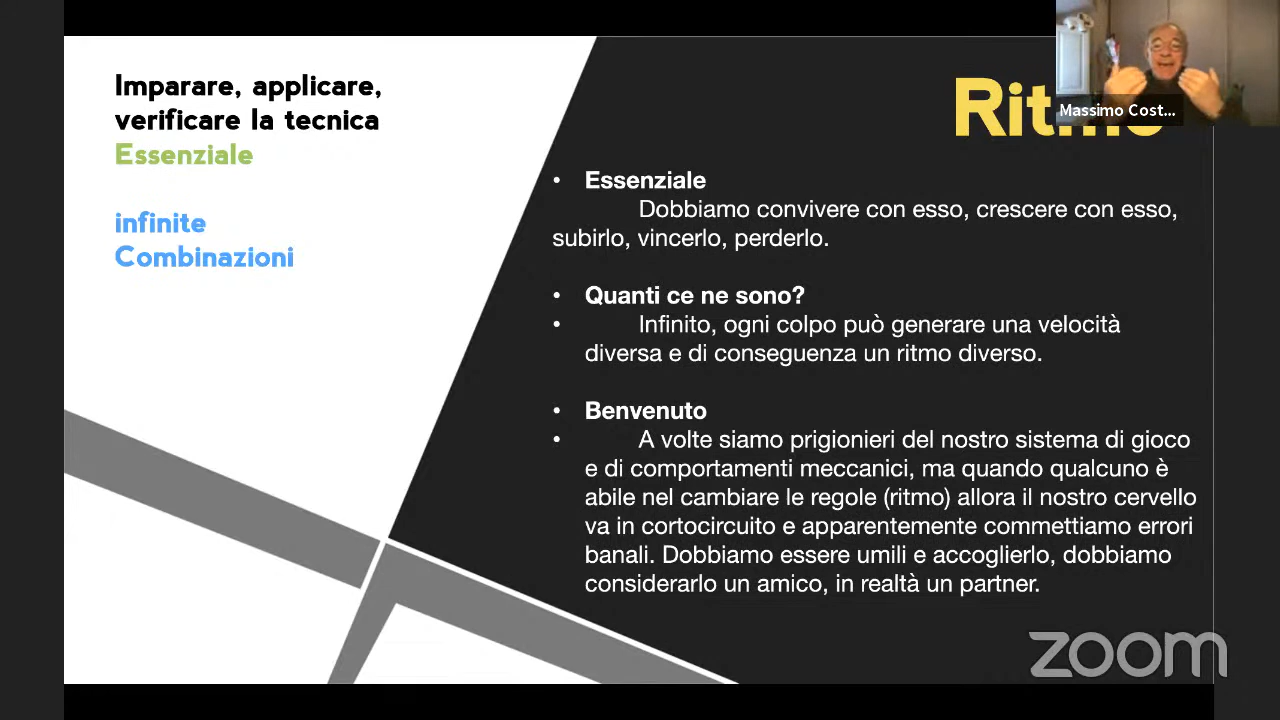 Imparare, applicare,
verificare la tecnica
Essenziale
infinite
Combinazioni
Massimo Cost...
• Essenziale
Dobbiamo convivere con esso, crescere con esso,
subirlo, vincerlo, perderlo.
• Quanti ce ne sono?
• Infinito, ogni colpo può generare una velocità
diversa e di conseguenza un ritmo diverso.
• Benvenuto
• A volte siamo prigionieri del nostro sistema di gioco
e di comportamenti meccanici, ma quando qualcuno è
abile nel cambiare le regole (ritmo) allora il nostro cervello
va in cortocircuito e apparentemente commettiamo errori
banali. Dobbiamo essere umili e accoglierlo, dobbiamo
considerarlo un amico, in realtà un partner.
zoom